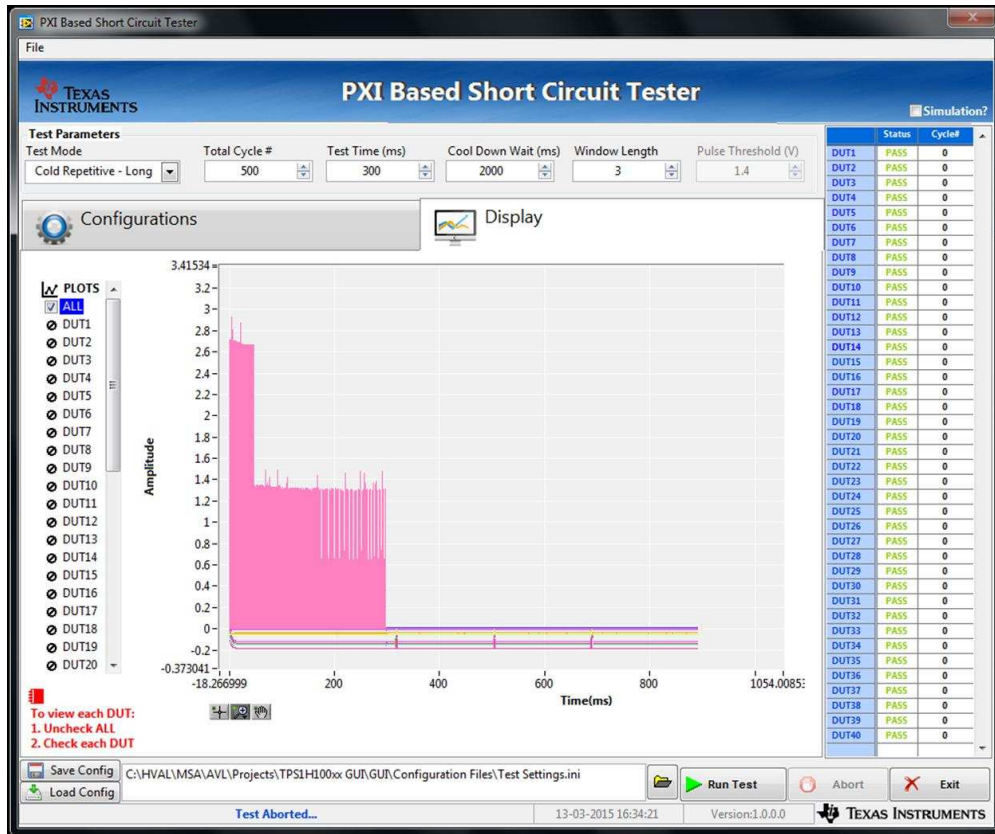 PXI Based Short Circuit Tester
File
TEXAS INSTRUMENTS
PXI Based Short Circuit Tester
Simulation?
Test Parameters
Test Mode
Total Cycle #
Test Time (ms)
Cool Down Wait (ms)
Window Length
Pulse Threshold (V)
Cold Repetitive - Long
500
300
2000
3
1.4
Configurations
Display
PLOTS
ALL
DUT1
DUT2
DUT3
DUT4
DUT5
DUT6
DUT7
DUT8
DUT9
DUT10
DUT11
DUT12
DUT13
DUT14
DUT15
DUT16
DUT17
DUT18
DUT19
DUT20
To view each DUT:
1. Uncheck ALL
2. Check each DUT
Amplitude
3.41534
3.2
3
2.8
2.6
2.4
2.2
2
1.8
1.6
1.4
1.2
1
0.8
0.6
0.4
0.2
0
-0.2
-0.373041
-18.266999
200
400
600
800
1054.0085
Time(ms)
Status Cycle#
DUT1 PASS 0
DUT2 PASS 0
DUT3 PASS 0
DUT4 PASS 0
DUT5 PASS 0
DUT6 PASS 0
DUT7 PASS 0
DUT8 PASS 0
DUT9 PASS 0
DUT10 PASS 0
DUT11 PASS 0
DUT12 PASS 0
DUT13 PASS 0
DUT14 PASS 0
DUT15 PASS 0
DUT16 PASS 0
DUT17 PASS 0
DUT18 PASS 0
DUT19 PASS 0
DUT20 PASS 0
DUT21 PASS 0
DUT22 PASS 0
DUT23 PASS 0
DUT24 PASS 0
DUT25 PASS 0
DUT26 PASS 0
DUT27 PASS 0
DUT28 PASS 0
DUT29 PASS 0
DUT30 PASS 0
DUT31 PASS 0
DUT32 PASS 0
DUT33 PASS 0
DUT34 PASS 0
DUT35 PASS 0
DUT36 PASS 0
DUT37 PASS 0
DUT38 PASS 0
DUT39 PASS 0
DUT40 PASS 0
Save Config
Load Config
C:\HVAL\MSA\AVL\Projects\TPS1H100xx GUI\GUI\Configuration Files\Test Settings.ini
Run Test
Abort
Exit
Test Aborted...
13-03-2015 16:34:21
Version:1.0.0.0
TEXAS INSTRUMENTS